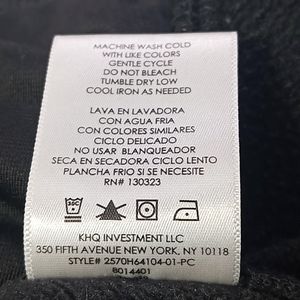 MACHINE WASH COLD
WITH LIKE COLORS
GENTLE CYCLE
DO NOT BLEACH
TUMBLE DRY LOW
COOL IRON AS NEEDED
LAVA EN LAVADORA
CON AGUA FRIA
CON COLORES SIMILARES
CICLO DELICADO
NO USAR BLANQUEADOR
SECA EN SECADORA CICLO LENTO
PLANCHA FRIO SI SE NECESITE
RN# 130323
KHQ INVESTMENT LLC
350 FIFTH AVENUE NEW YORK, NY 10118
STYLE# 2570H64104-01-PC
8014401